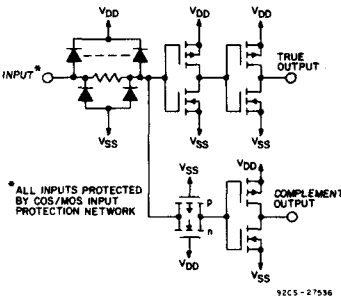 VDD
VDD
VDD
INPUT*
TRUE
OUTPUT
VSS
VSS
VSS
VSS
VDD
*ALL INPUTS PROTECTED
BY COS/MOS INPUT
PROTECTION NETWORK
p
n
COMPLEMENT
OUTPUT
VDD
VSS
92CS-27536